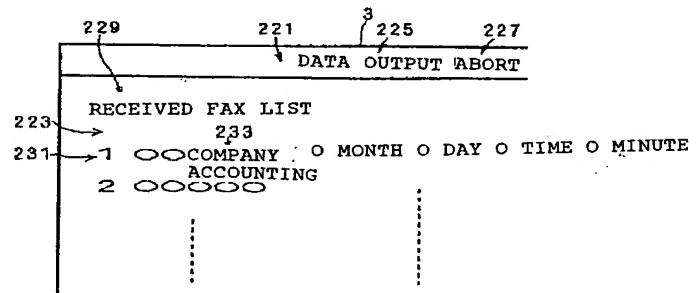 3
229 221 225 227
DATA OUTPUT ABORT
RECEIVED FAX LIST
223
233
231 1 ○○COMPANY ○ MONTH ○ DAY ○ TIME ○ MINUTE
ACCOUNTING
2 ○○○○○